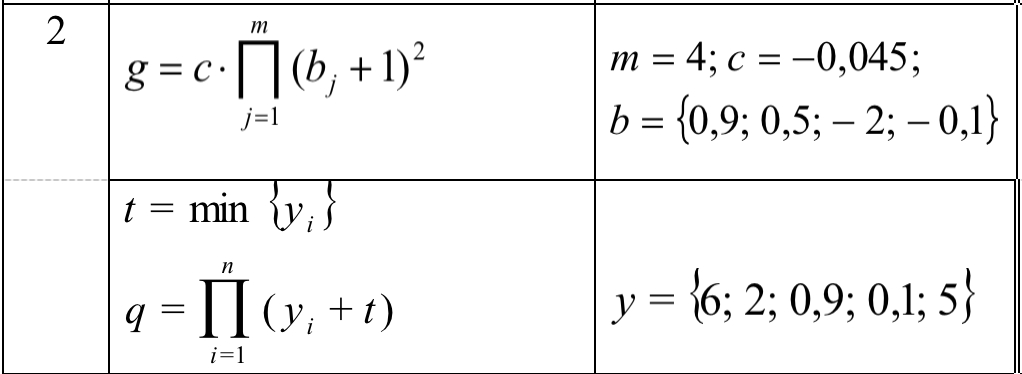 2
g = c · ∏_{j=1}^{m} (b_j + 1)^2
m = 4; c = −0,045;
b = {0,9; 0,5; − 2; − 0,1}
t = min {y_i}
q = ∏_{i=1}^{n} (y_i + t)
y = {6; 2; 0,9; 0,1; 5}